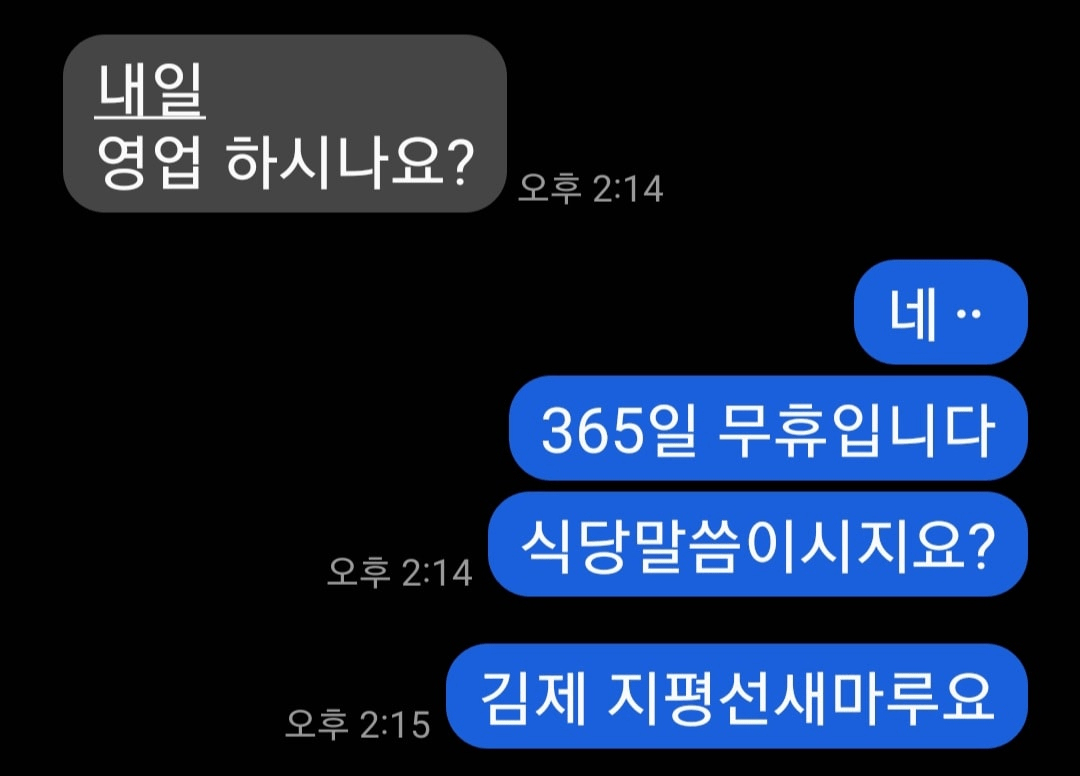 내일
영업 하시나요?
오후 2:14
네 ··
365일 무휴입니다
식당말씀이시지요?
오후 2:14
김제 지평선새마루요
오후 2:15